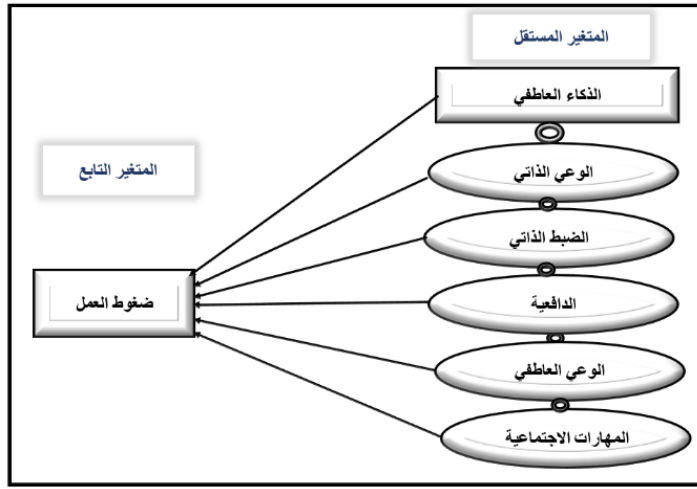 المتغير المستقل
الذكاء العاطفي
الوعي الذاتي
المتغير التابع
الضبط الذاتي
الدافعية
ضغوط العمل
الوعي العاطفي
المهارات الاجتماعية